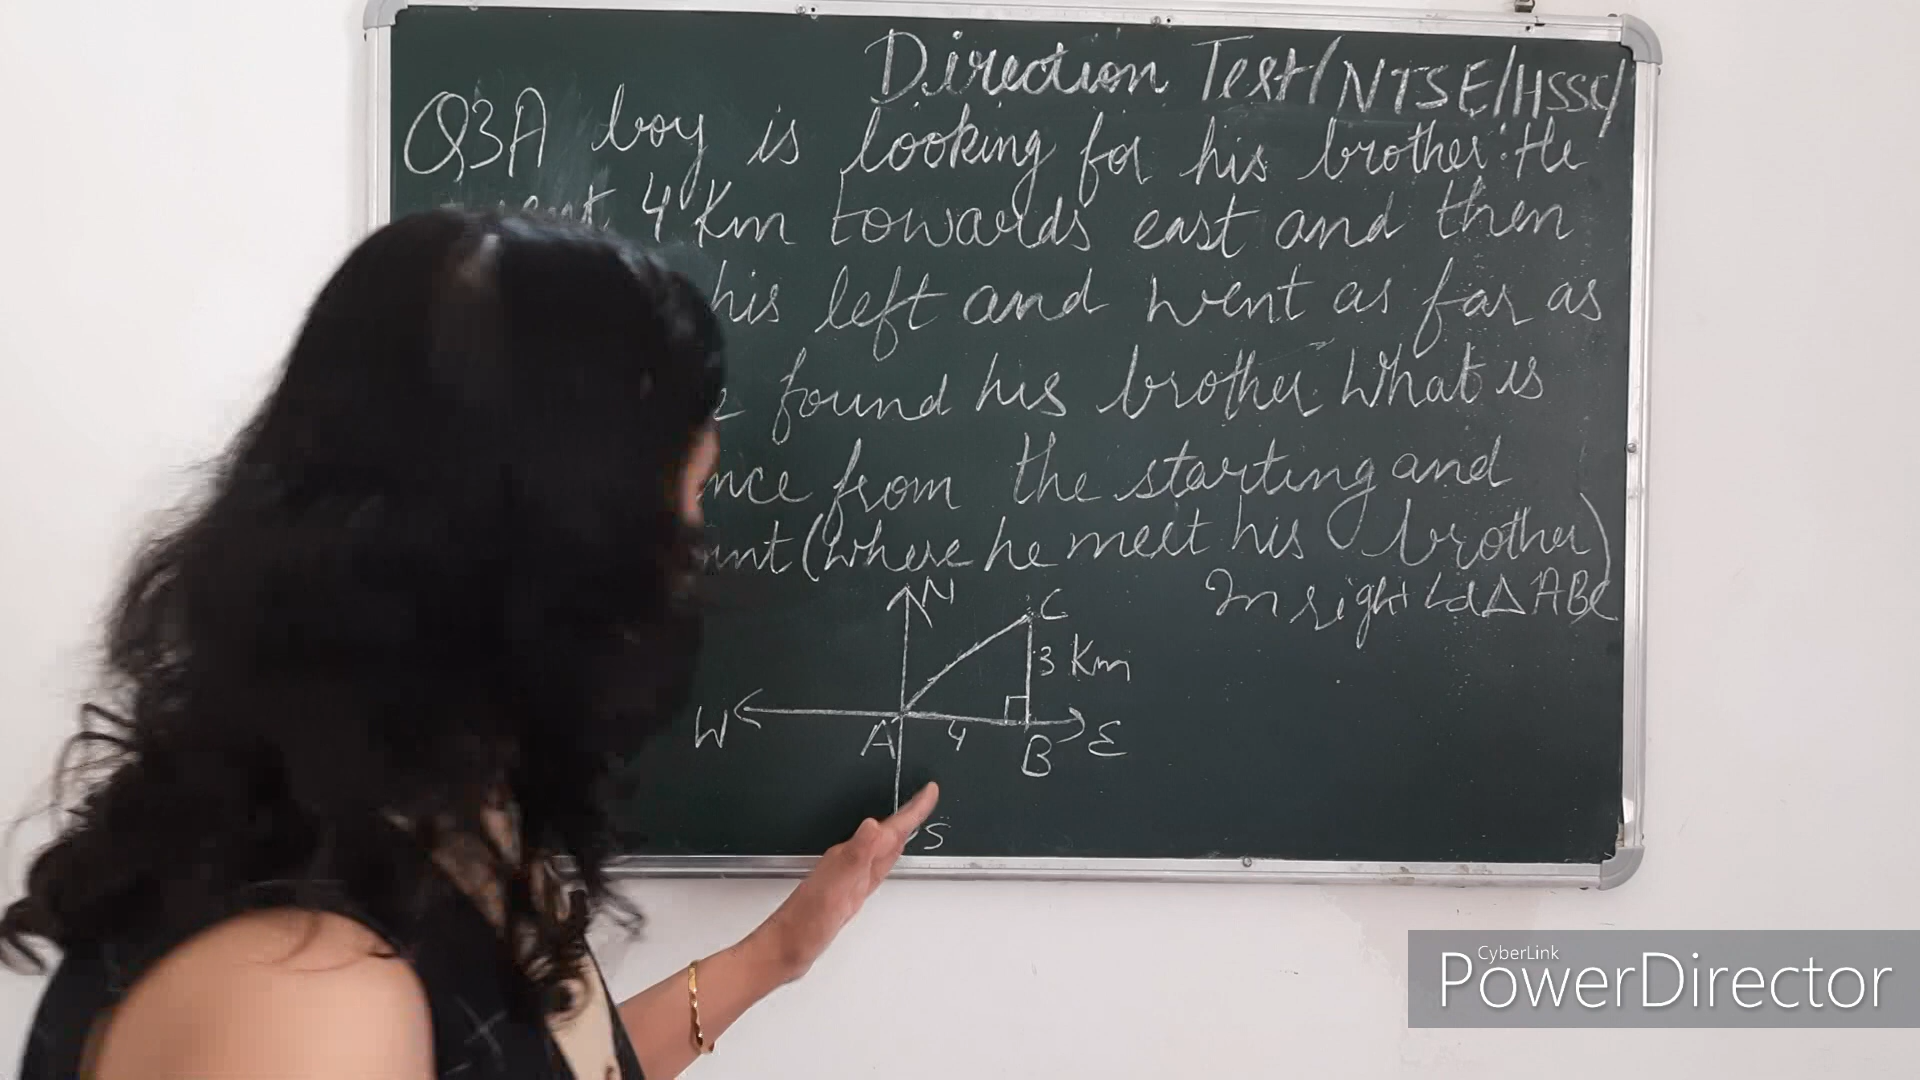 Direction Test/NTSE/HSSC/
Q3 A boy is looking for his brother. He
went 4 Km towards east and then
his left and went as far as
found his brother. What is
from the starting and
(where he meet his brother)
N
In right ∠d △ ABC
C
3 Km
W
A
4
B
E
S
CyberLink
PowerDirector